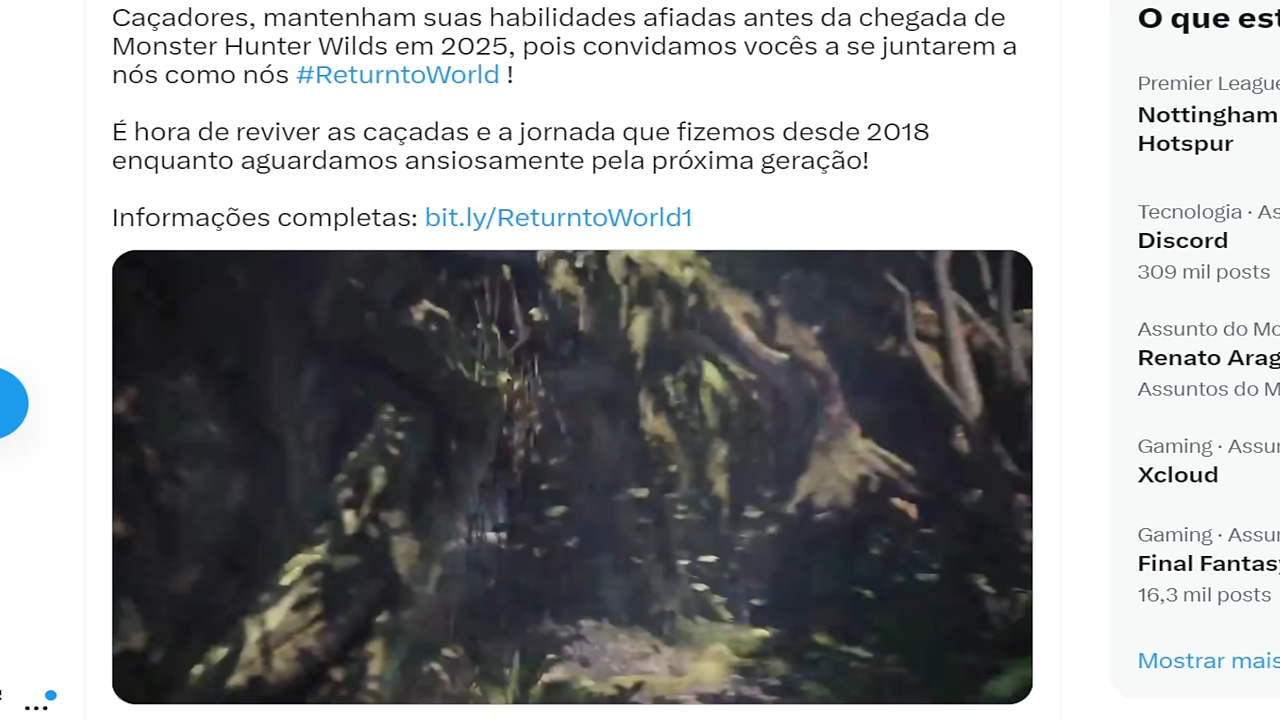 Caçadores, mantenham suas habilidades afiadas antes da chegada de
Monster Hunter Wilds em 2025, pois convidamos vocês a se juntarem a
nós como nós #ReturntoWorld !
É hora de reviver as caçadas e a jornada que fizemos desde 2018
enquanto aguardamos ansiosamente pela próxima geração!
Informações completas: bit.ly/ReturntoWorld1
O que est
Premier League
Nottingham
Hotspur
Tecnologia · As
Discord
309 mil posts
Assunto do Mo
Renato Arag
Assuntos do M
Gaming · Assun
Xcloud
Gaming · Assun
Final Fantasy
16,3 mil posts
Mostrar mais